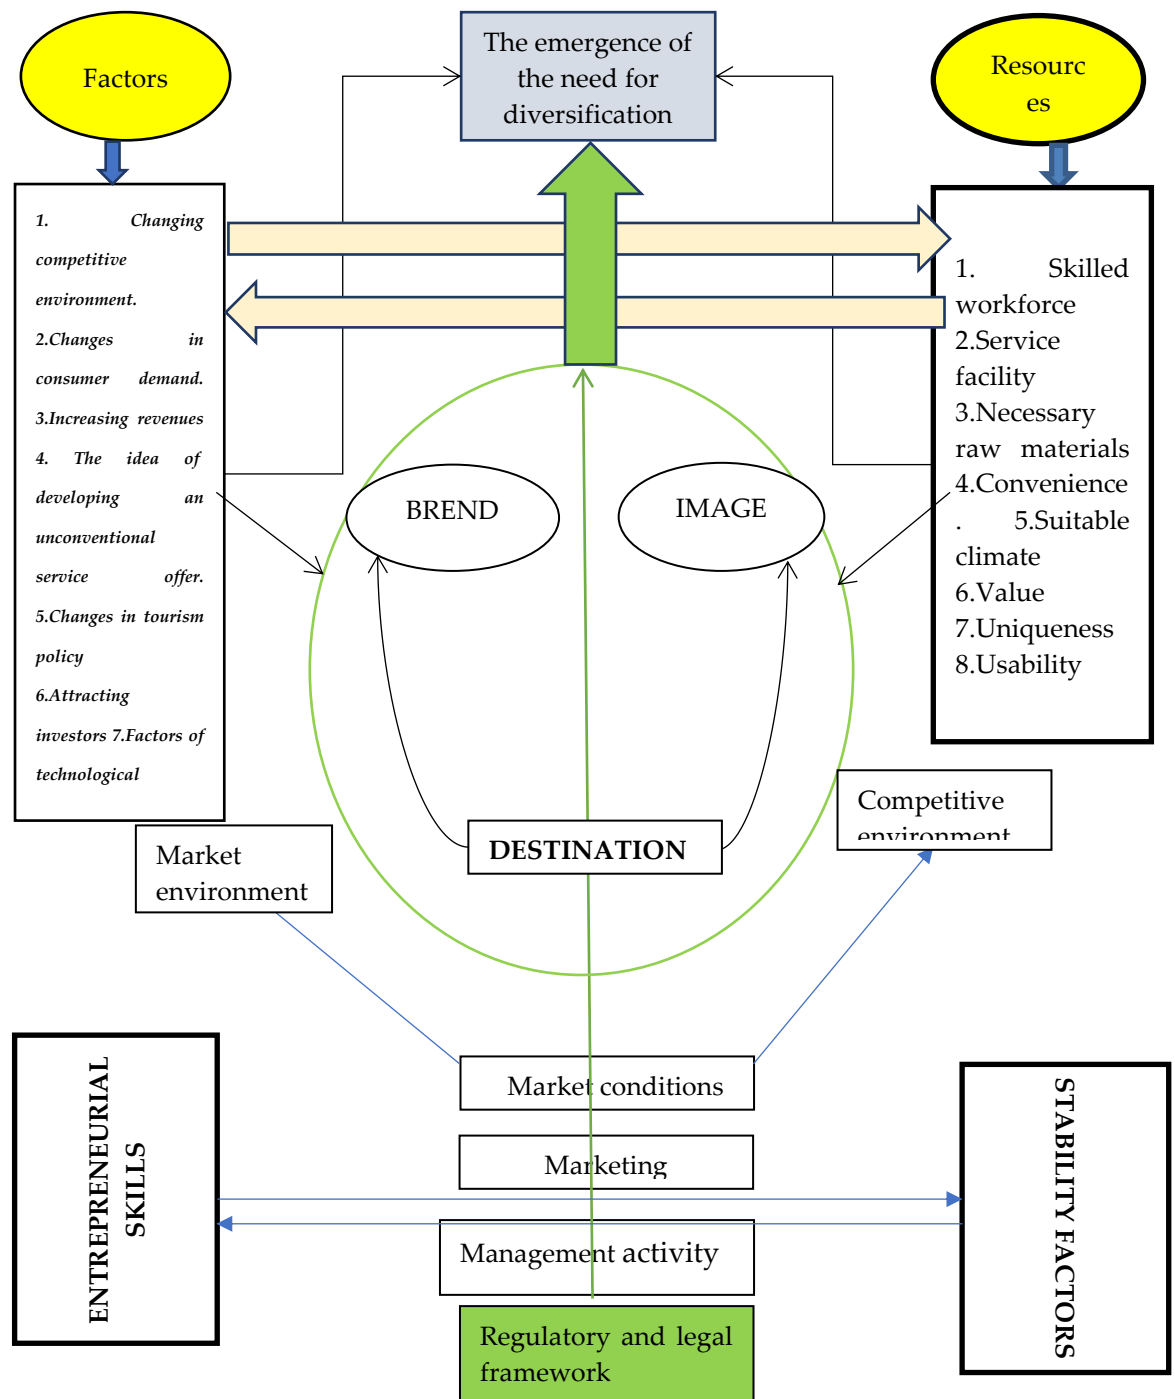 Factors
The emergence of
the need for
diversification
Resourc
es
1. Changing
competitive
environment.
2.Changes in
consumer demand.
3.Increasing revenues
4. The idea of
developing an
unconventional
service offer.
5.Changes in tourism
policy
6.Attracting
investors 7.Factors of
technological
1. Skilled
workforce
2.Service
facility
3.Necessary
raw materials
4.Convenience
. 5.Suitable
climate
6.Value
7.Uniqueness
8.Usability
BREND
IMAGE
DESTINATION
Market
environment
Competitive
environment
Market conditions
Marketing
Management activity
Regulatory and legal
framework
ENTREPRENEURIAL
SKILLS
STABILITY FACTORS